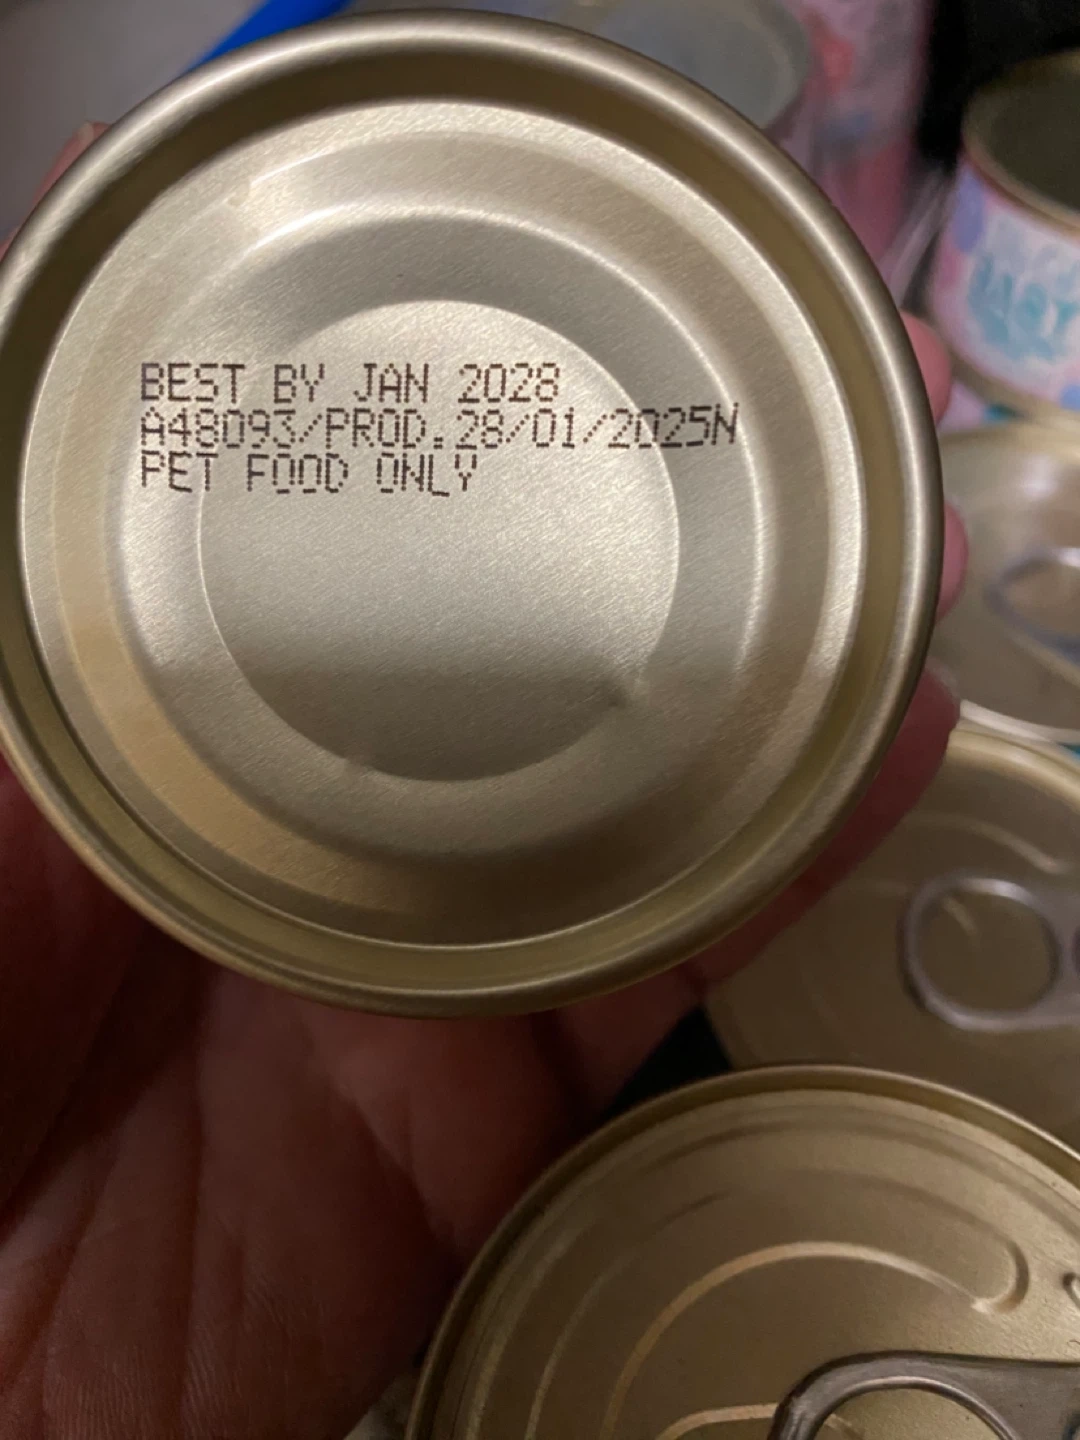 BEST BY JAN 2028
A48093/PROD.28/01/2025N
PET FOOD ONLY